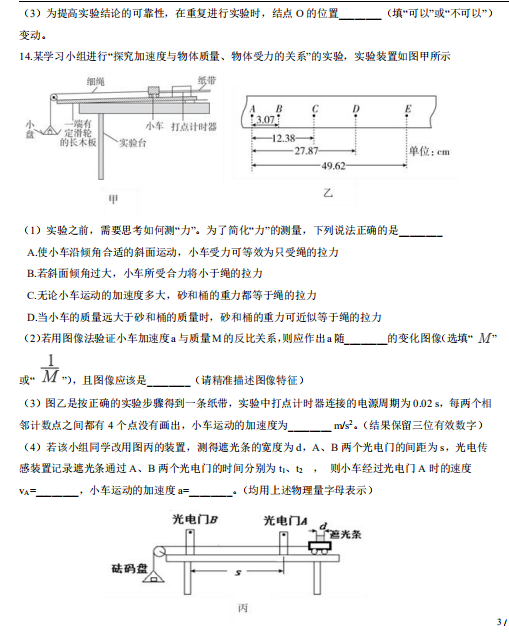 （3）为提高实验结论的可靠性，在重复进行实验时，结点 O 的位置________（填“可以”或“不可以”）
变动。
14.某学习小组进行“探究加速度与物体质量、物体受力的关系”的实验，实验装置如图甲所示
细绳
纸带
小盘
一端有定滑轮的长木板
小车
打点计时器
实验台
甲
A B C D E
3.07
12.38
27.87
49.62
单位：cm
乙
（1）实验之前，需要思考如何测“力”。为了简化“力”的测量，下列说法正确的是________
A.使小车沿倾角合适的斜面运动，小车受力可等效为只受绳的拉力
B.若斜面倾角过大，小车所受合力将小于绳的拉力
C.无论小车运动的加速度多大，砂和桶的重力都等于绳的拉力
D.当小车的质量远大于砂和桶的质量时，砂和桶的重力可近似等于绳的拉力
（2）若用图像法验证小车加速度 a 与质量 M 的反比关系，则应作出 a 随________的变化图像（选填“ M”
或“ 1/M ”），且图像应该是________（请精准描述图像特征）
（3）图乙是按正确的实验步骤得到一条纸带，实验中打点计时器连接的电源周期为 0.02 s，每两个相
邻计数点之间都有 4 个点没有画出，小车运动的加速度为________ m/s²。（结果保留三位有效数字）
（4）若该小组同学改用图丙的装置，测得遮光条的宽度为 d，A、B 两个光电门的间距为 s，光电传
感装置记录遮光条通过 A、B 两个光电门的时间分别为 t₁、t₂ ， 则小车经过光电门 A 时的速度
vA=________，小车运动的加速度 a=________。（均用上述物理量字母表示）
光电门B
光电门A
d
遮光条
砝码盘
s
丙
3 /